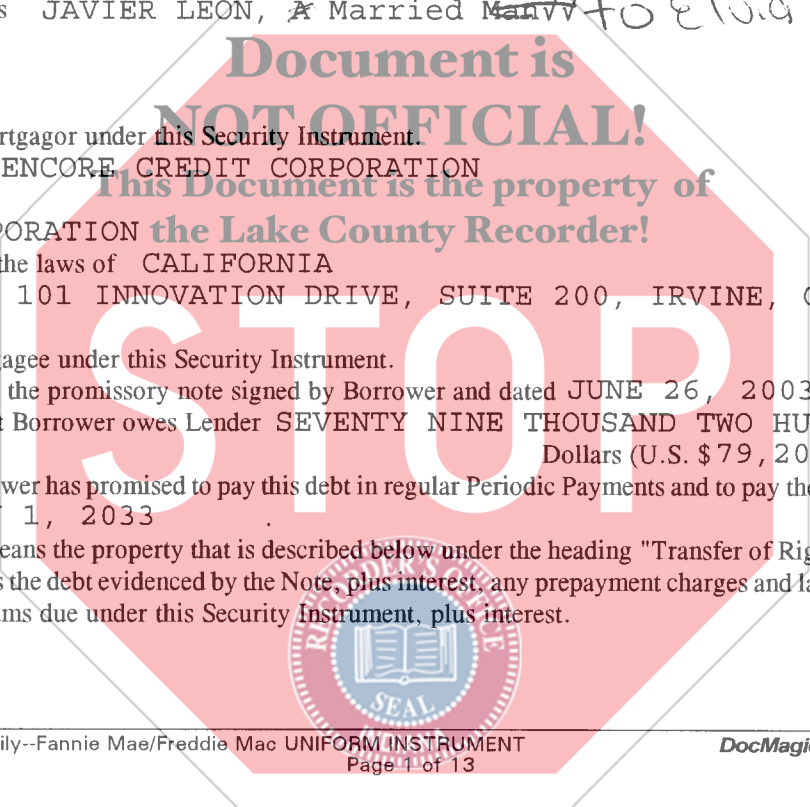 s JAVIER LEON, A Married Man to Elvia
Document is
NOT OFFICIAL!
rtgagor under this Security Instrument.
ENCORE CREDIT CORPORATION
This Document is the property of
PORATION the Lake County Recorder!
the laws of CALIFORNIA
101 INNOVATION DRIVE, SUITE 200, IRVINE, C
STOP
agee under this Security Instrument.
the promissory note signed by Borrower and dated JUNE 26, 2003
t Borrower owes Lender SEVENTY NINE THOUSAND TWO HU
Dollars (U.S. $79,20
wer has promised to pay this debt in regular Periodic Payments and to pay the
1, 2033
eans the property that is described below under the heading "Transfer of Rig
s the debt evidenced by the Note, plus interest, any prepayment charges and la
ms due under this Security Instrument, plus interest.
RECORDER'S OFFICE
SEAL
INDIANA
ily--Fannie Mae/Freddie Mac UNIFORM INSTRUMENT
DocMagic
Page 1 of 13